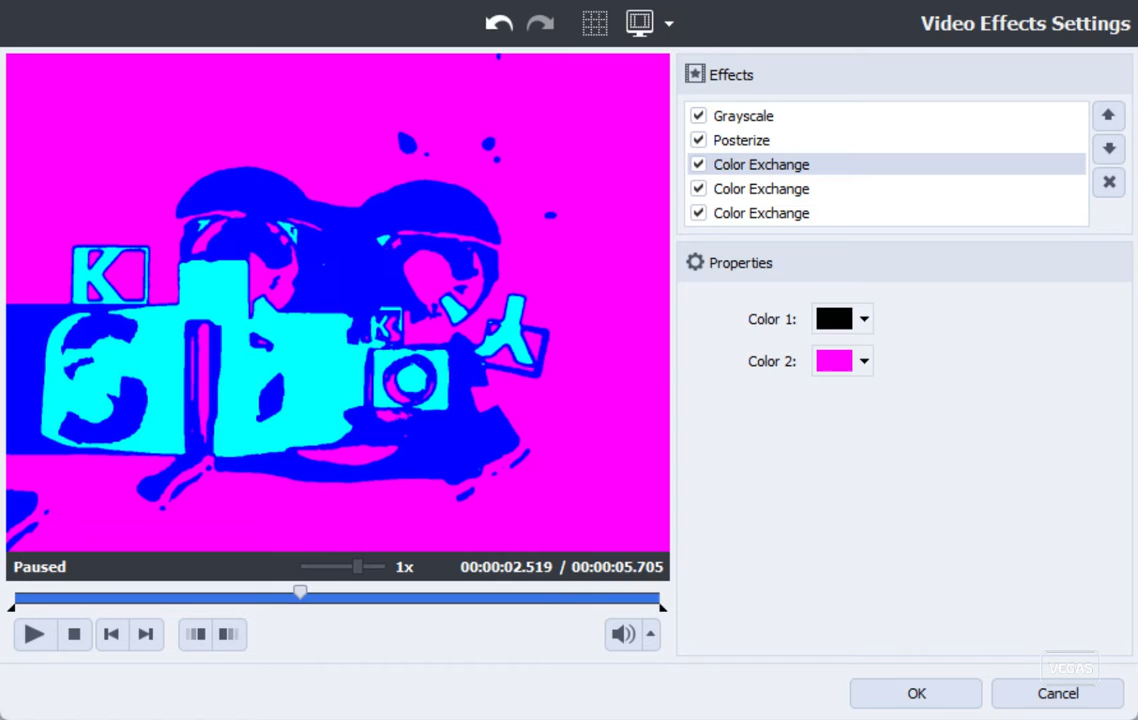 Video Effects Settings
Effects
Grayscale
Posterize
Color Exchange
Color Exchange
Color Exchange
Properties
Color 1:
Color 2:
K
K
O
Paused
1x
00:00:02.519 / 00:00:05.705
VEGAS
OK
Cancel